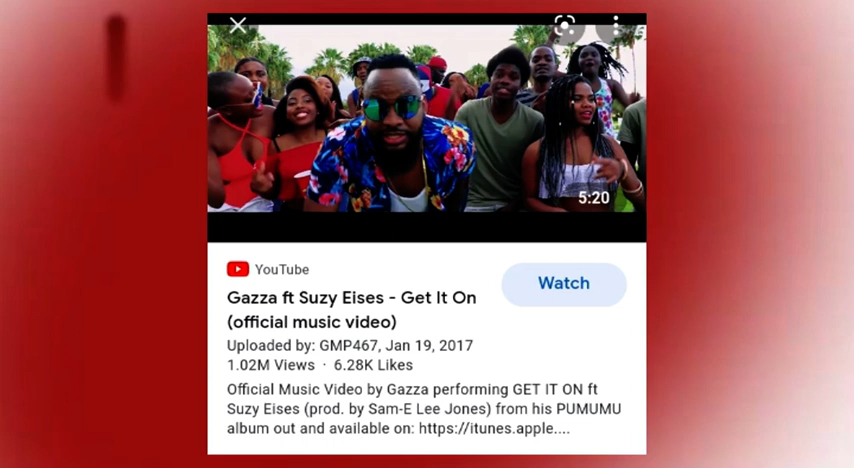 5:20
YouTube
Watch
Gazza ft Suzy Eises - Get It On
(official music video)
Uploaded by: GMP467, Jan 19, 2017
1.02M Views · 6.28K Likes
Official Music Video by Gazza performing GET IT ON ft
Suzy Eises (prod. by Sam-E Lee Jones) from his PUMUMU
album out and available on: https://itunes.apple....